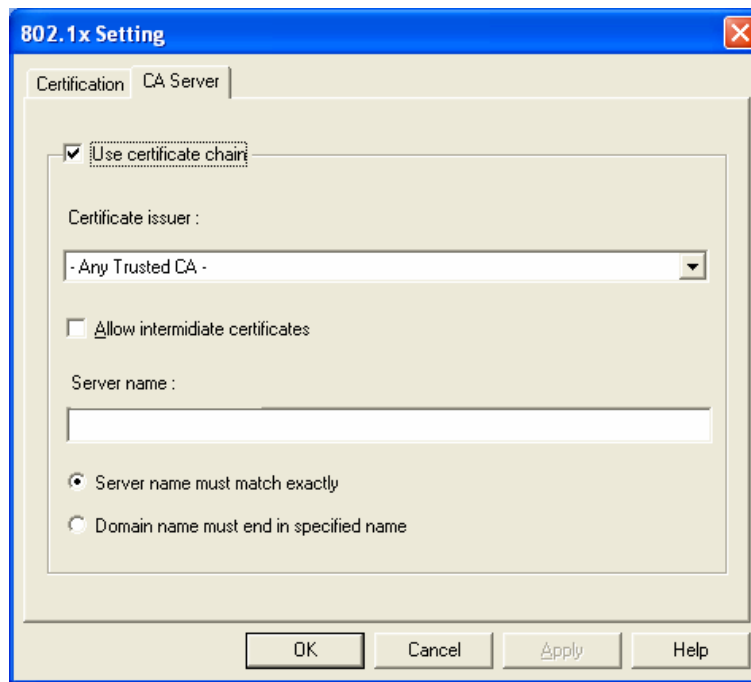 802.1x Setting
Certification CA Server
Use certificate chain
Certificate issuer :
- Any Trusted CA -
Allow intermidiate certificates
Server name :
Server name must match exactly
Domain name must end in specified name
OK Cancel Apply Help